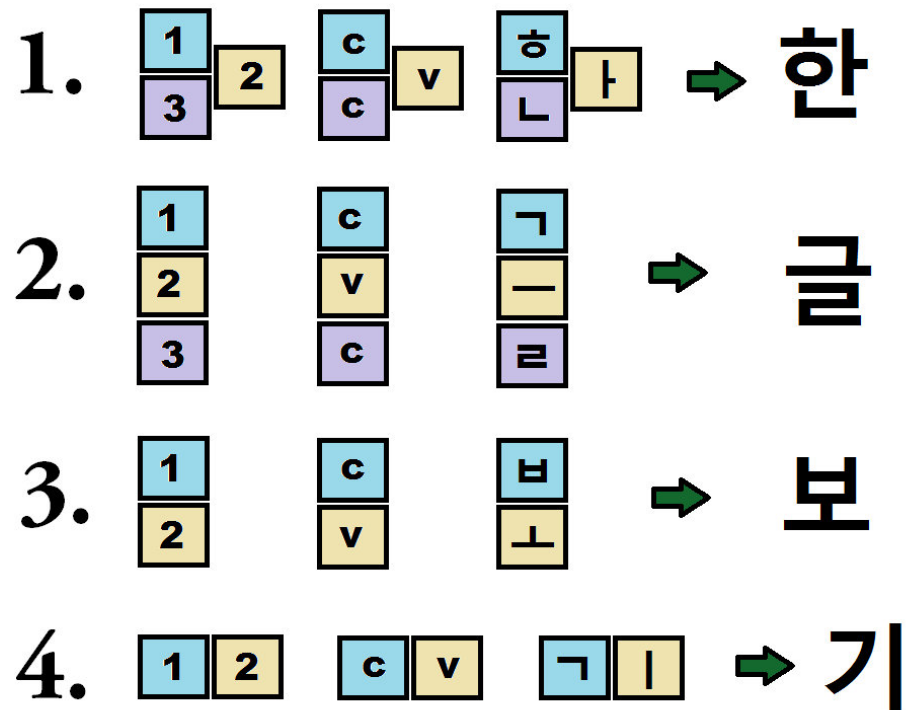 1. 1 2 3 c v c ㅎ ㅏ ㄴ 한
2. 1 2 3 c v c ㄱ ㅡ ㄹ 글
3. 1 2 c v ㅂ ㅗ 보
4. 1 2 c v ㄱ ㅣ 기